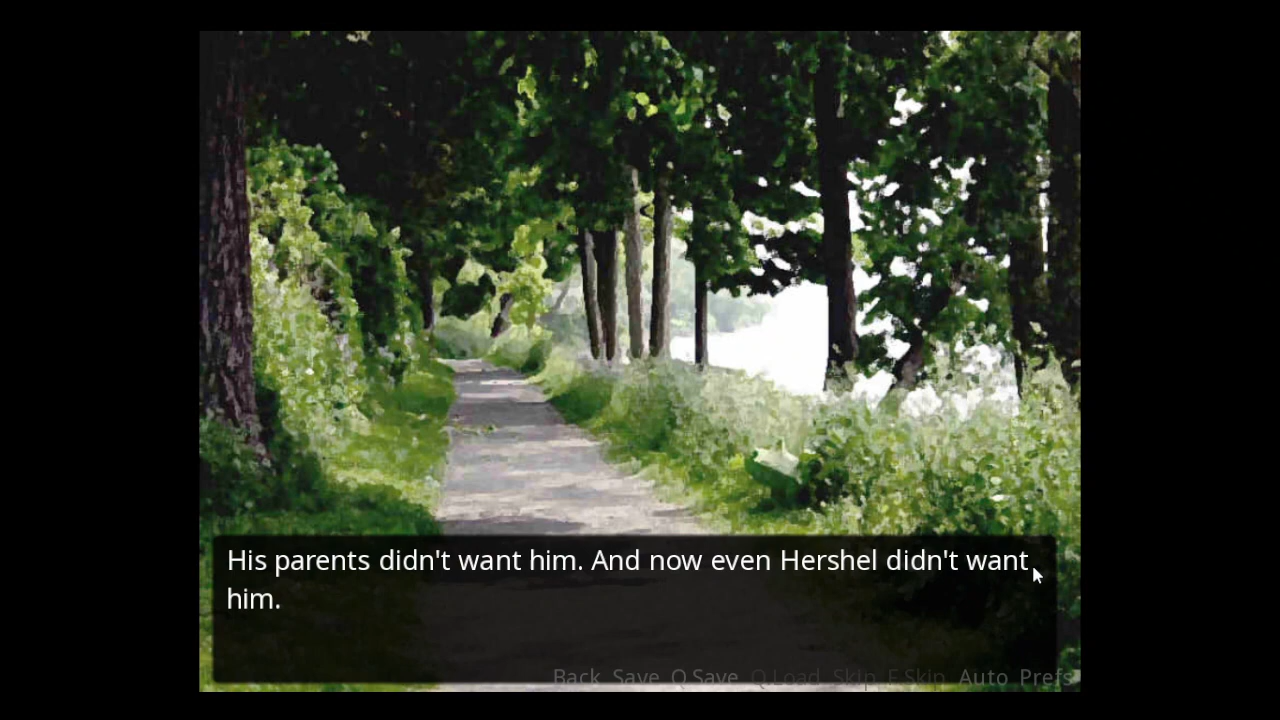 His parents didn't want him. And now even Hershel didn't want
him.
Back Save Q.Save Q.Load Skip F.Skip Auto Prefs